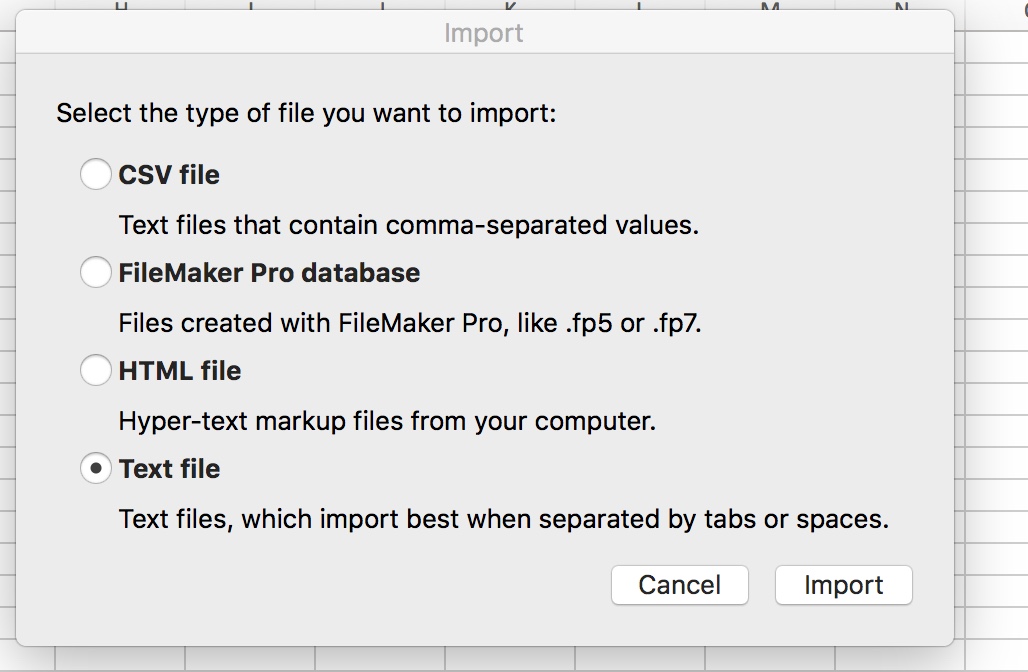 H I J K L M N
Import
Select the type of file you want to import:
CSV file
Text files that contain comma-separated values.
FileMaker Pro database
Files created with FileMaker Pro, like .fp5 or .fp7.
HTML file
Hyper-text markup files from your computer.
Text file
Text files, which import best when separated by tabs or spaces.
Cancel Import